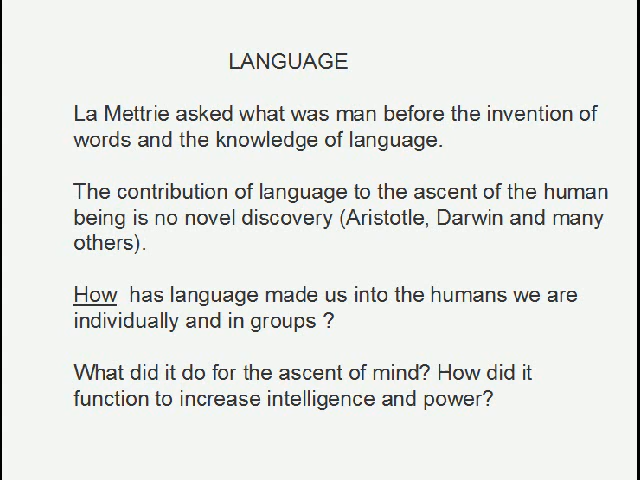 LANGUAGE
La Mettrie asked what was man before the invention of
words and the knowledge of language.
The contribution of language to the ascent of the human
being is no novel discovery (Aristotle, Darwin and many
others).
How  has language made us into the humans we are
individually and in groups ?
What did it do for the ascent of mind? How did it
function to increase intelligence and power?